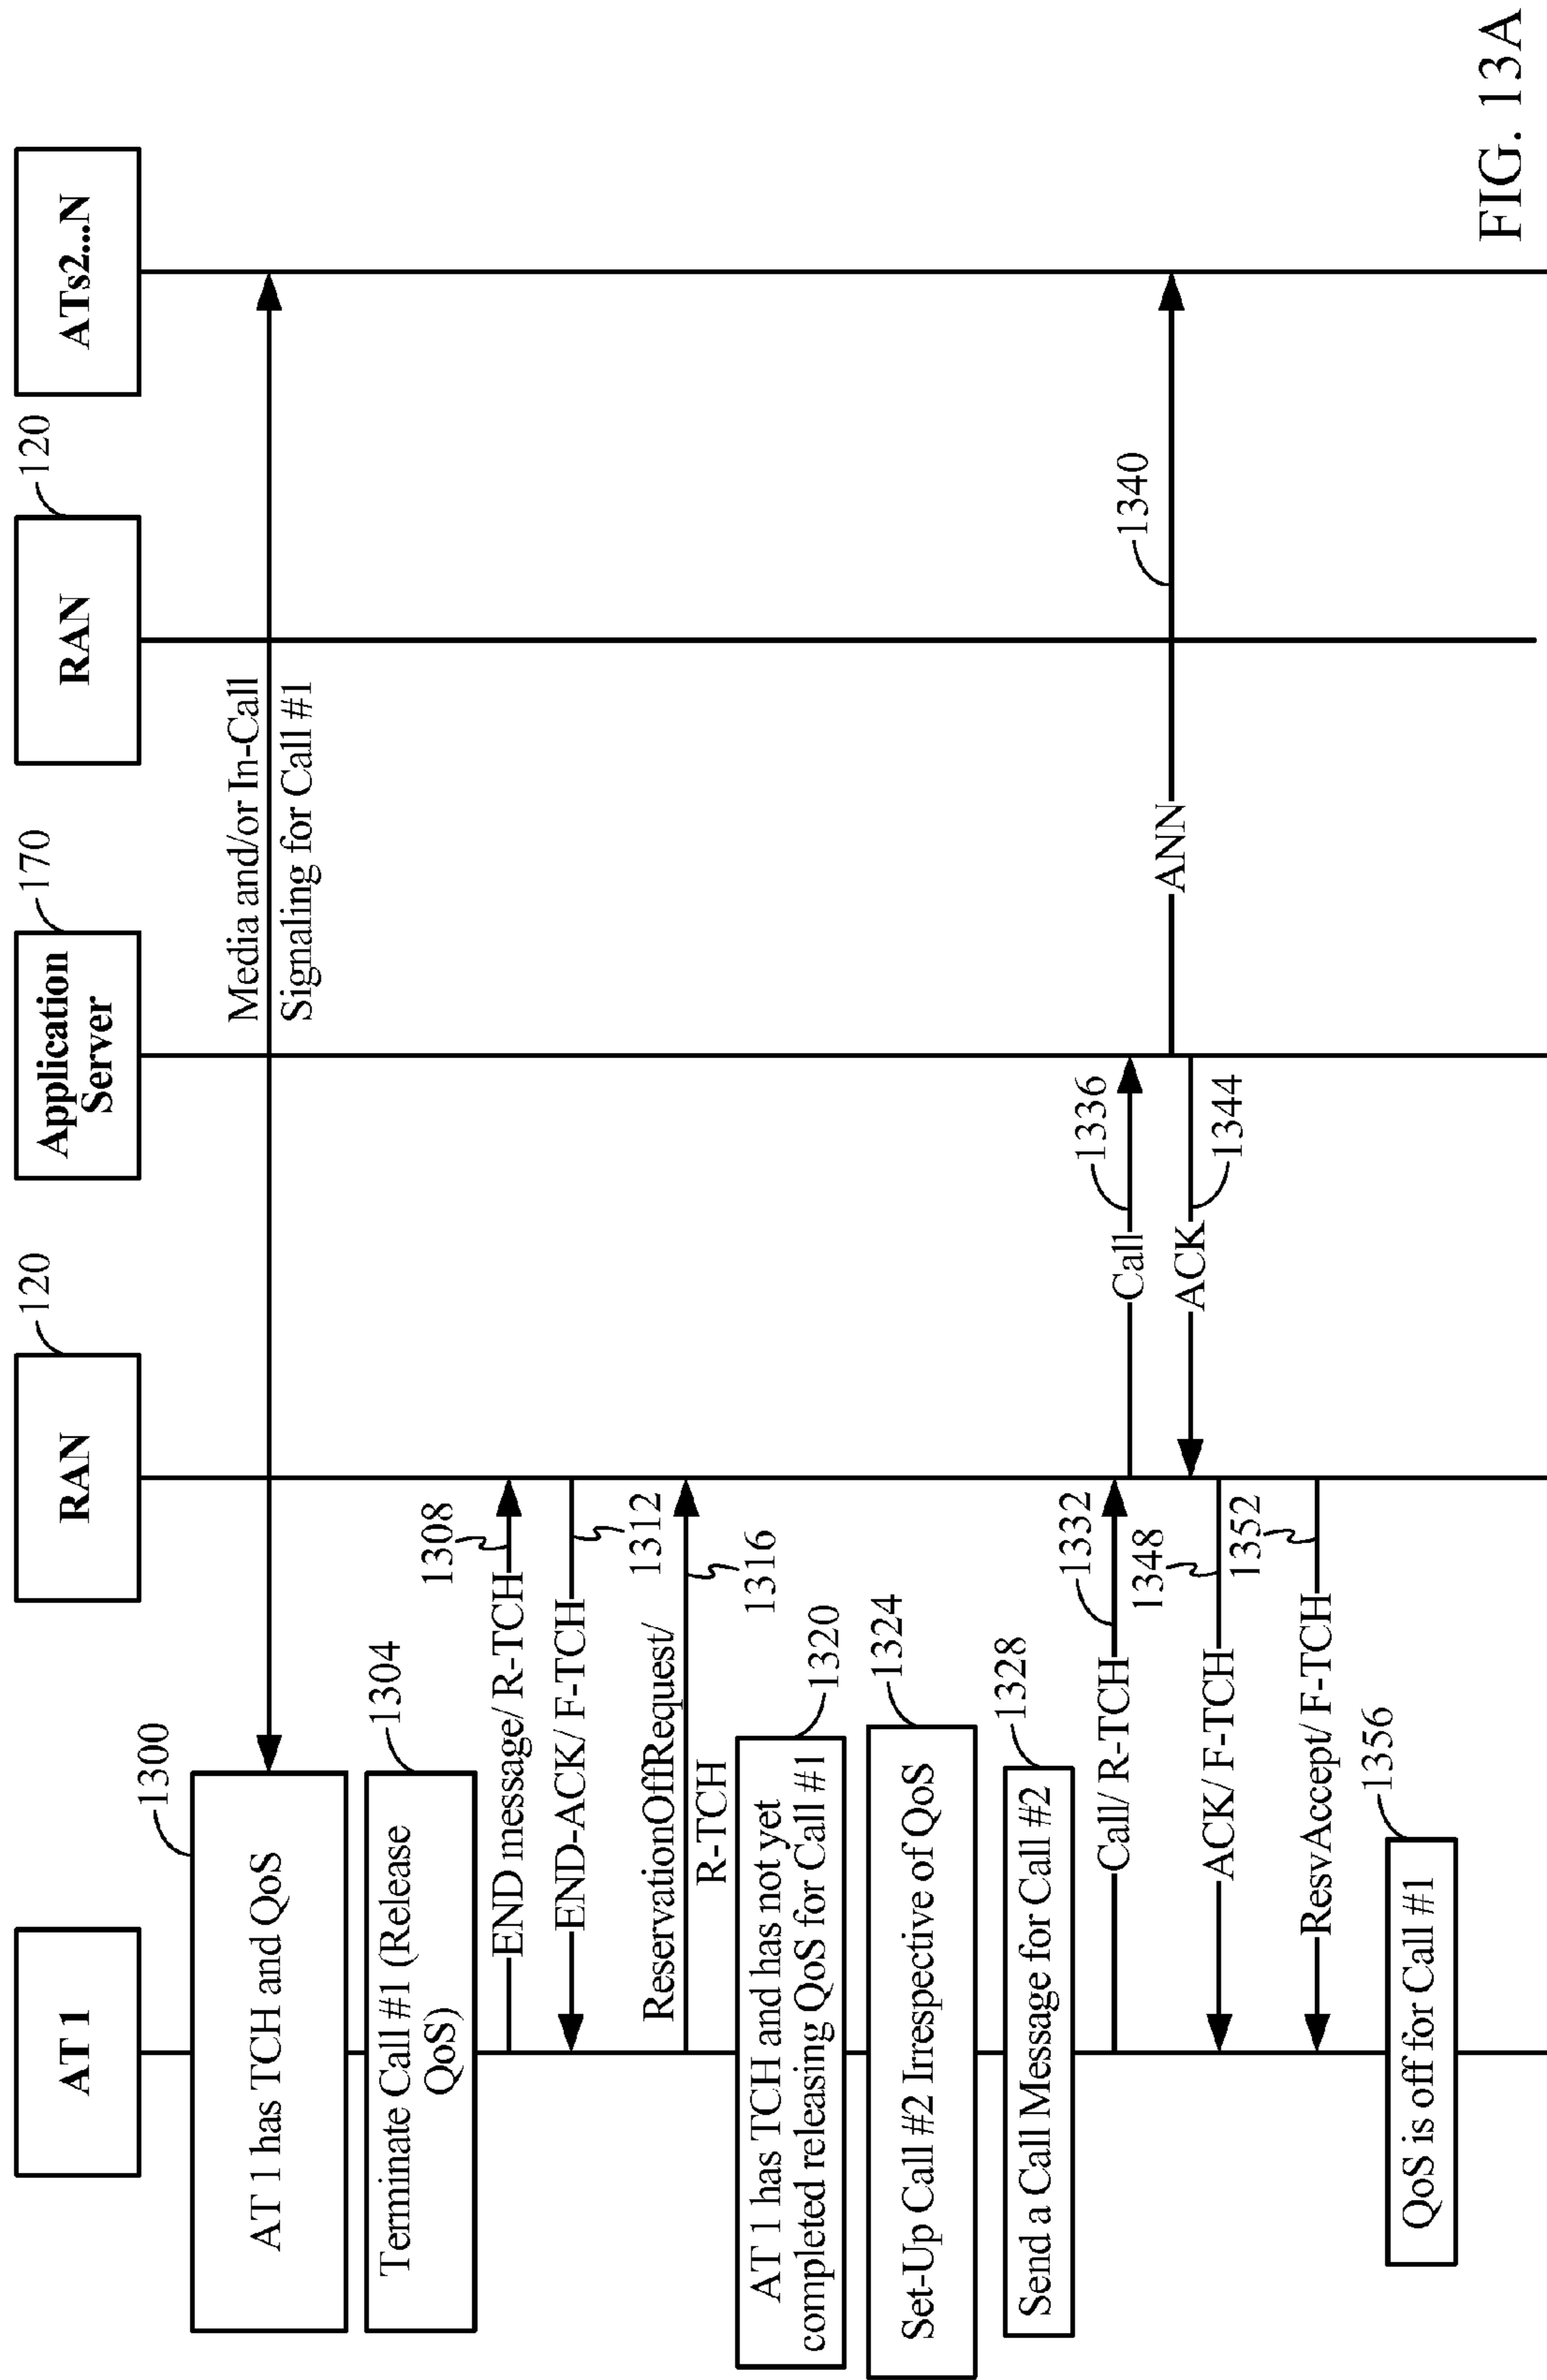 AT 1
RAN
120
Application
Server
170
RAN
120
ATs2...N
1300
AT 1 has TCH and QoS
Media and/or In-Call
Signaling for Call #1
Terminate Call #1 (Release
QoS)
1304
END message/ R-TCH
1308
END-ACK/ F-TCH
1312
ReservationOffRequest/
R-TCH
1316
AT 1 has TCH and has not yet
completed releasing QoS for Call #1
1320
Set-Up Call #2 Irrespective of QoS
1324
Send a Call Message for Call #2
1328
Call/ R-TCH
1332
Call
1336
ANN
1340
ACK
1344
ACK/ F-TCH
1348
ResvAccept/ F-TCH
1352
QoS is off for Call #1
1356
FIG. 13A